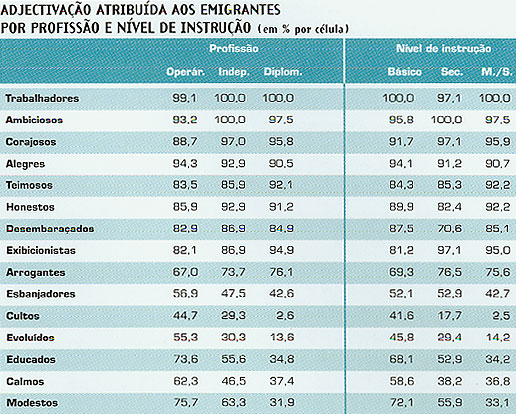 ADJECTIVAÇÃO ATRIBUÍDA AOS EMIGRANTES
POR PROFISSÃO E NÍVEL DE INSTRUÇÃO (em % por célula)
Profissão Nível de instrução
Operár. Indep. Diplom. Básico Sec. M./S.
Trabalhadores 99,1 100,0 100,0 100,0 97,1 100,0
Ambiciosos 93,2 100,0 97,5 95,8 100,0 97,5
Corajosos 88,7 97,0 95,8 91,7 97,1 95,9
Alegres 94,3 92,9 90,5 94,1 91,2 90,7
Teimosos 83,5 85,9 92,1 84,3 85,3 92,2
Honestos 85,9 92,9 91,2 89,9 82,4 92,2
Desembaraçados 82,9 86,9 84,9 87,5 70,6 85,1
Exibicionistas 82,1 86,9 94,9 81,2 97,1 95,0
Arrogantes 67,0 73,7 76,1 69,3 76,5 75,6
Esbanjadores 56,9 47,5 42,6 52,1 52,9 42,7
Cultos 44,7 29,3 2,6 41,6 17,7 2,5
Evoluídos 55,3 30,3 13,6 45,8 29,4 14,2
Educados 73,6 55,6 34,8 68,1 52,9 34,2
Calmos 62,3 46,5 37,4 58,6 38,2 36,8
Modestos 75,7 63,3 31,9 72,1 55,9 33,1